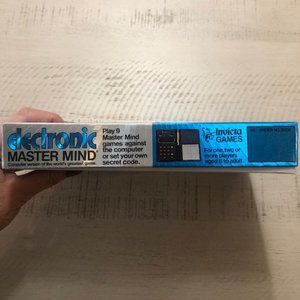 electronic
MASTER MIND
Computer version of the world's greatest game.
Play 9
Master Mind
games against
the computer
or set your own
secret code.
Invicta
GAMES
For one, two or
more players
aged 8 to adult